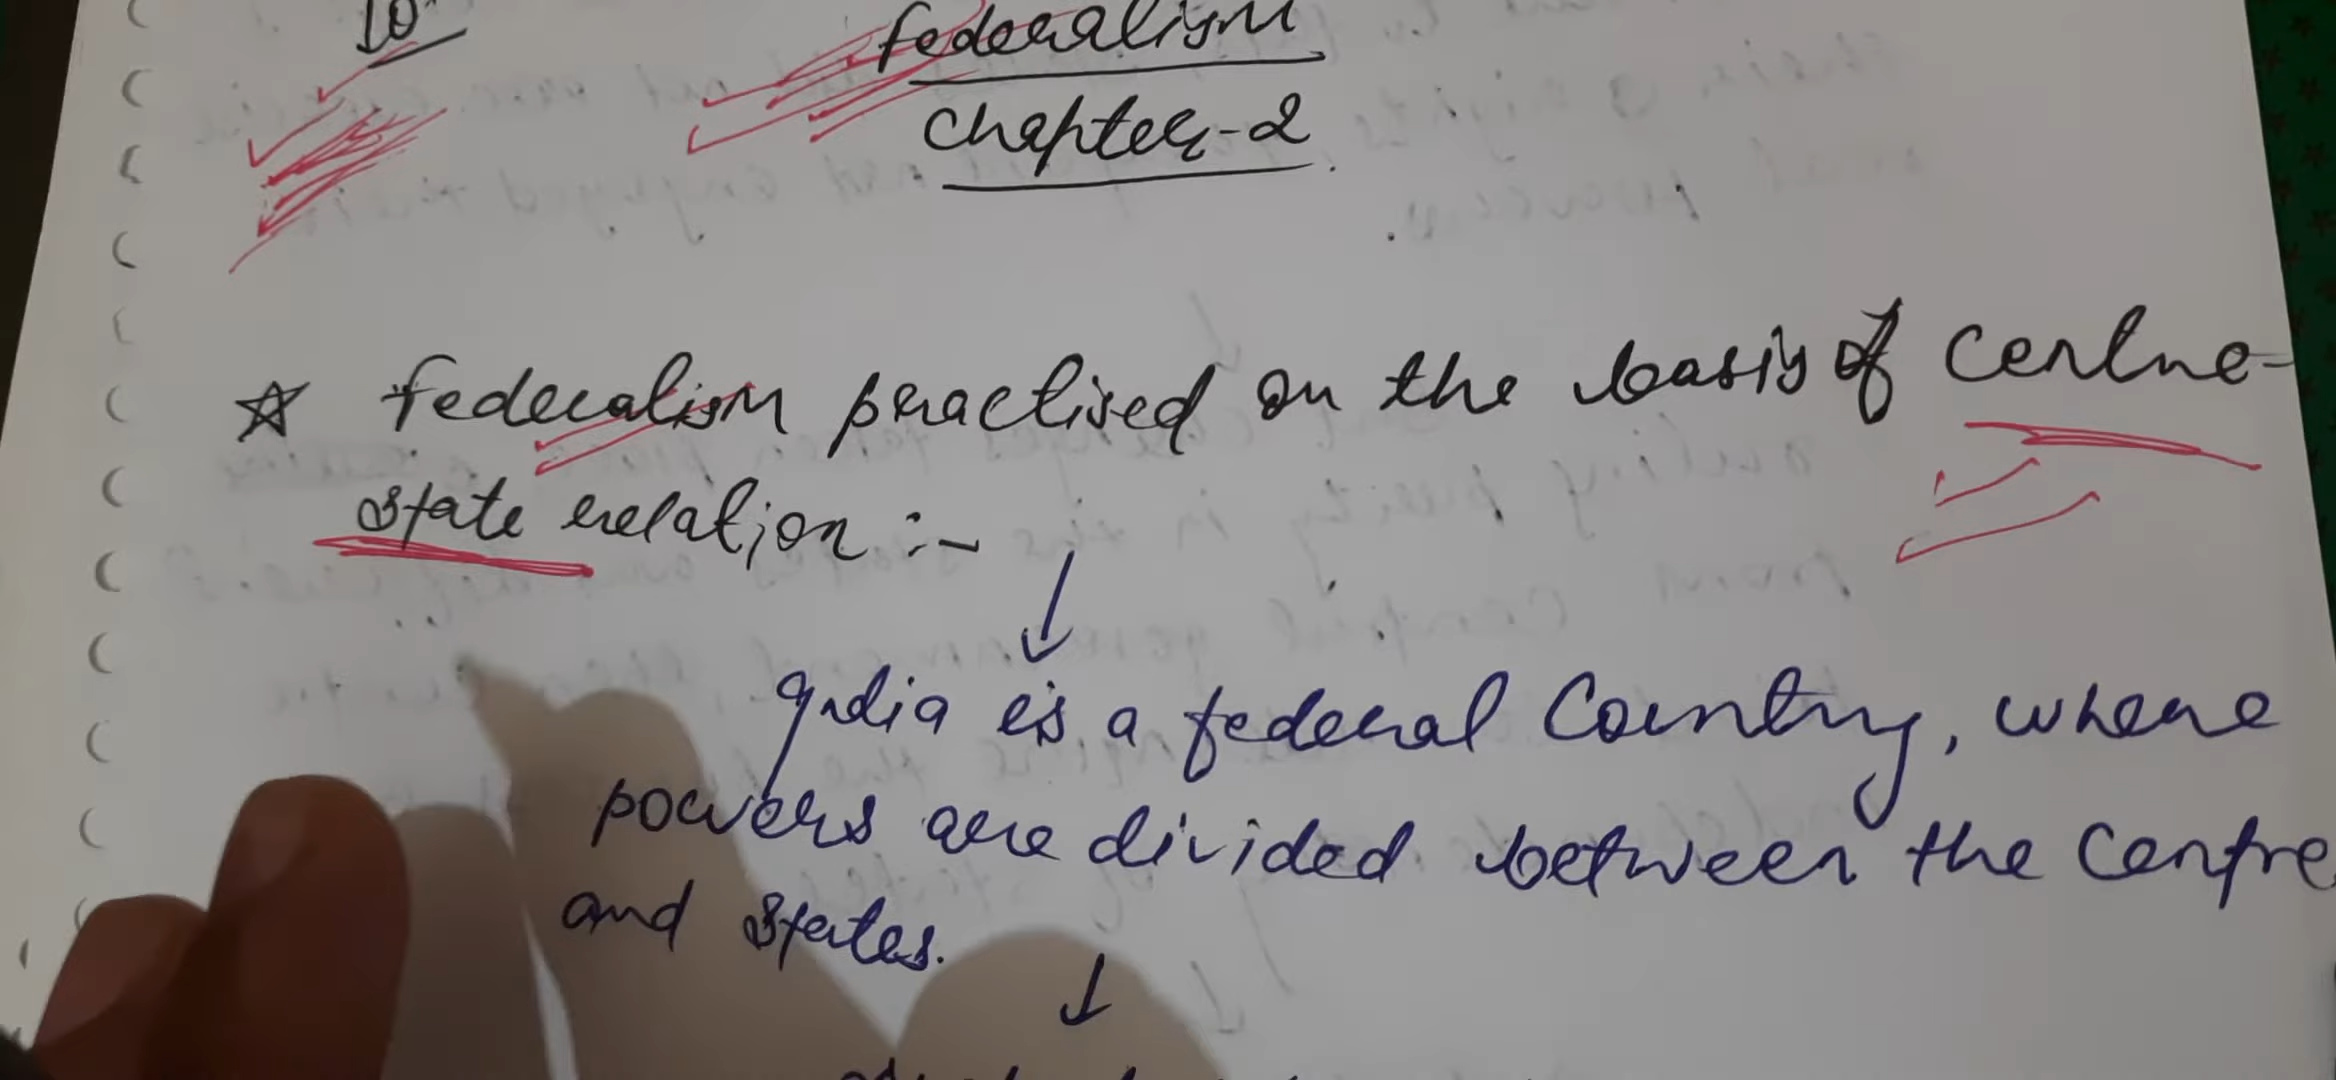 10
federalism
chapter-2
☆ federalism practised on the basis of Centre-
state relation :-
↓
India is a federal Country, where
powers are divided between the Centre
and states.
↓